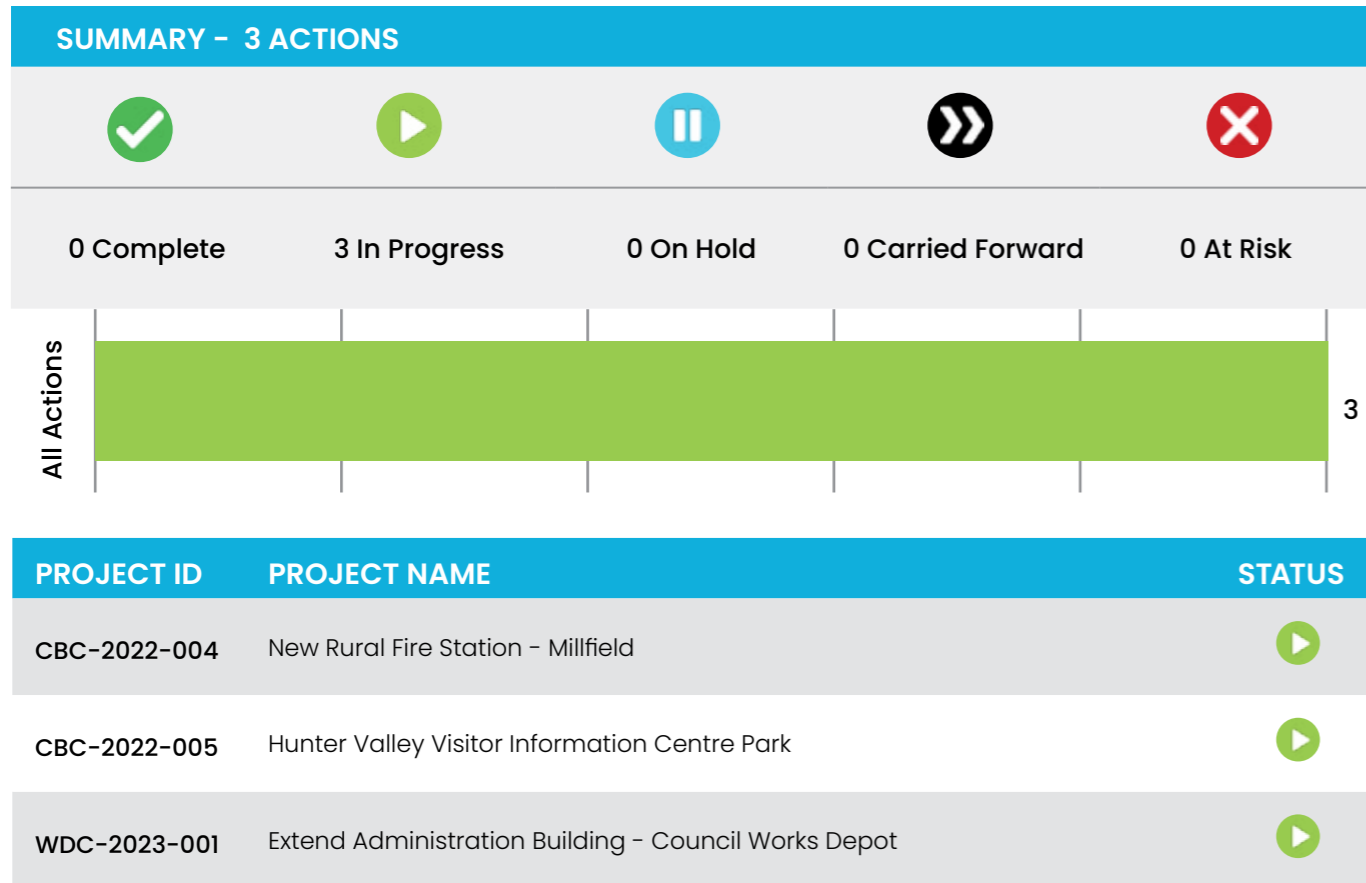 SUMMARY - 3 ACTIONS
0 Complete 3 In Progress 0 On Hold 0 Carried Forward 0 At Risk
All Actions
3
PROJECT ID PROJECT NAME STATUS
CBC-2022-004 New Rural Fire Station - Millfield
CBC-2022-005 Hunter Valley Visitor Information Centre Park
WDC-2023-001 Extend Administration Building - Council Works Depot